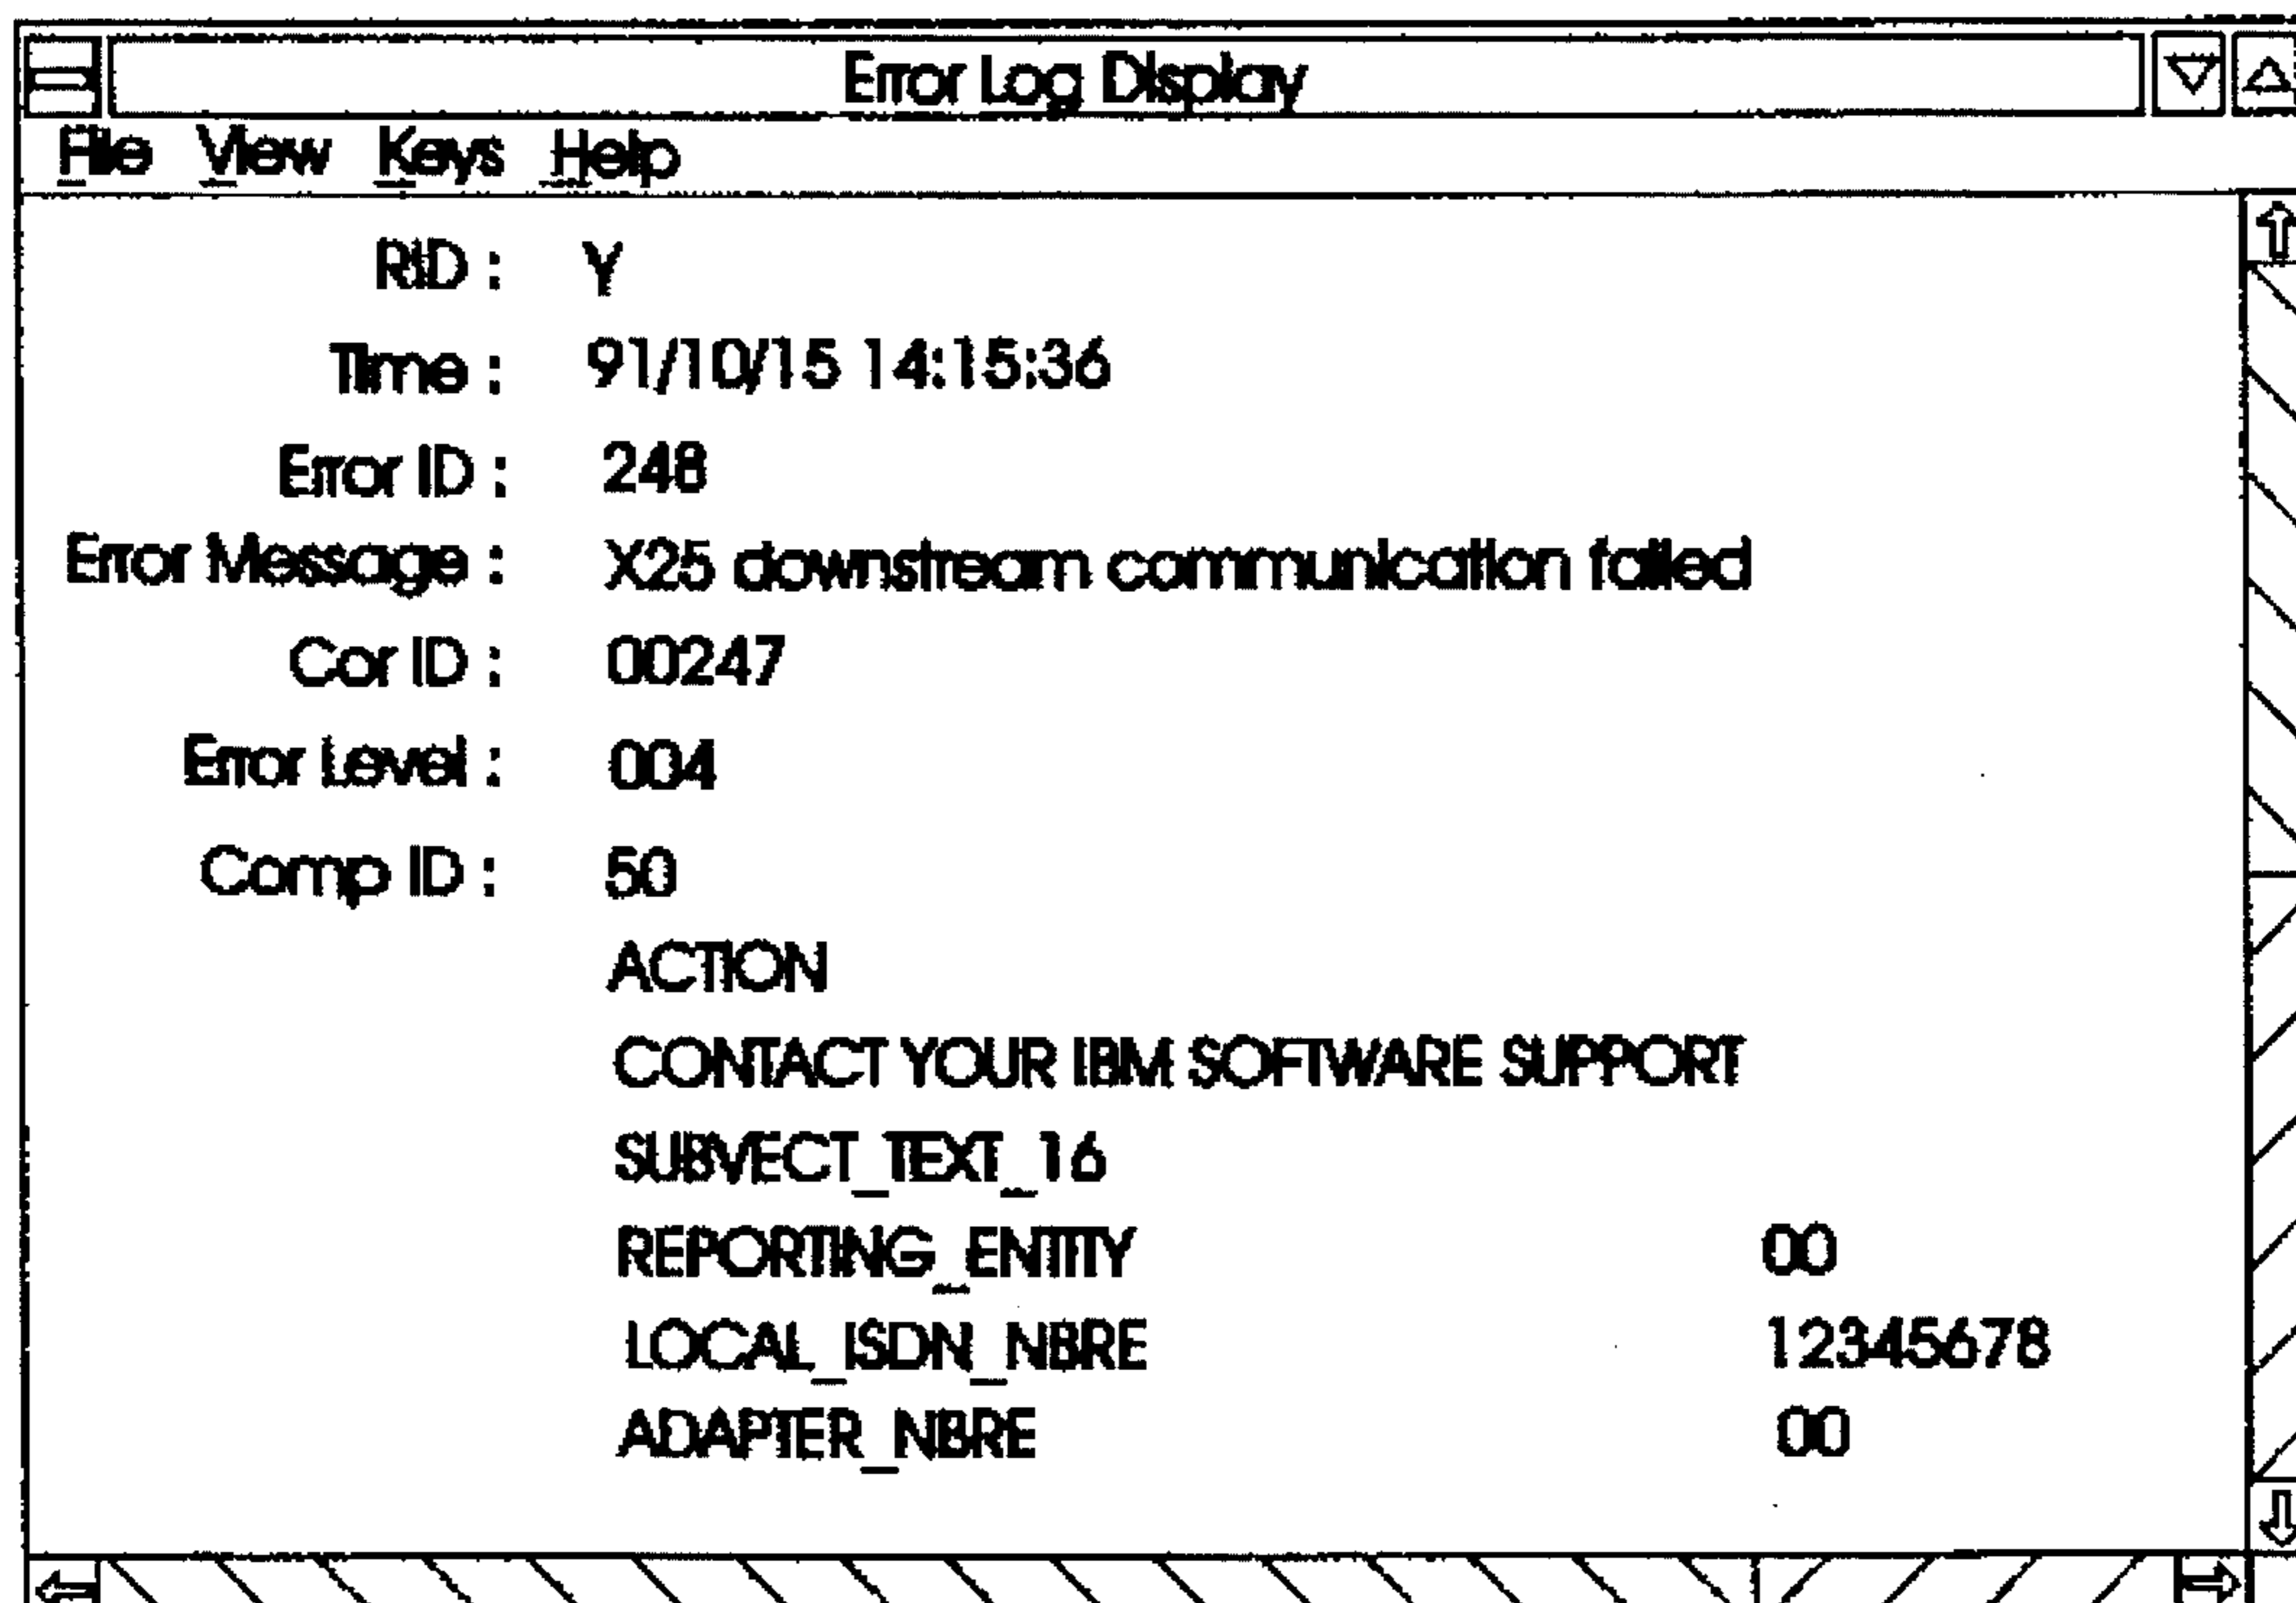 Error Log Display
File View Keys Help
RID : Y
Time : 91/10/15 14:15:36
Error ID : 248
Error Message : X25 downstream communication failed
Cor ID : 00247
Error Level : 004
Comp ID : 50
ACTION
CONTACT YOUR IBM SOFTWARE SUPPORT
SUBVECT_TEXT_16
REPORTING_ENTITY 00
LOCAL_ISDN_NBRE 12345678
ADAPTER_NBRE 00